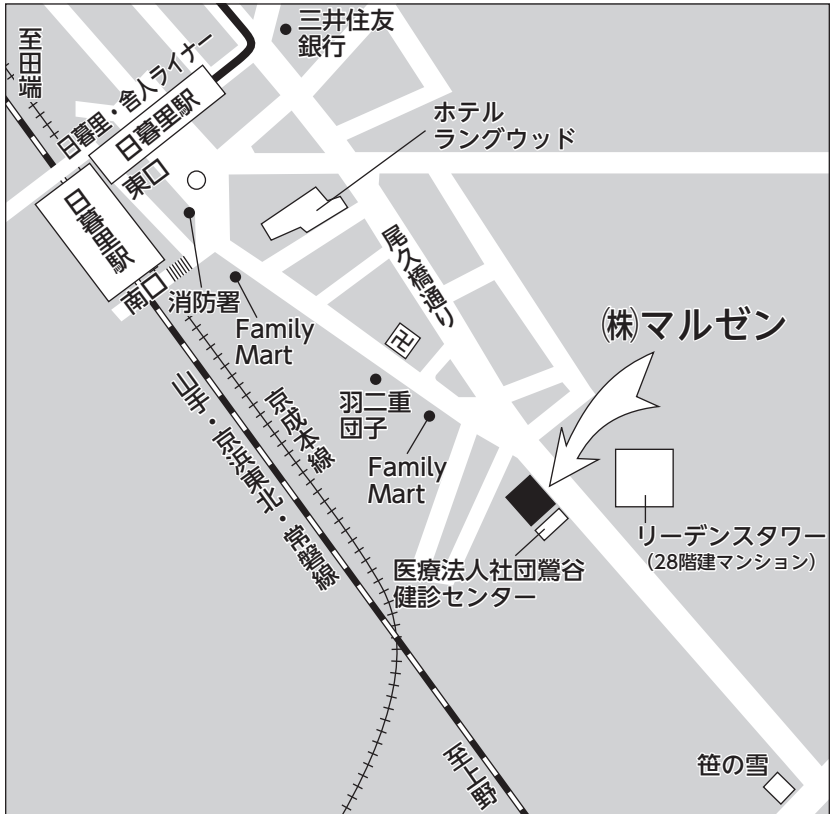 三井住友
銀行
至田端
日暮里・舎人ライナー
日暮里駅
東口
日暮里駅
南口
消防署
Family
Mart
ホテル
ラングウッド
尾久橋通り
卍
㈱マルゼン
羽二重
団子
Family
Mart
京成本線
山手・京浜東北・常磐線
リーデンスタワー
(28階建マンション)
医療法人社団鶯谷
健診センター
至上野
笹の雪